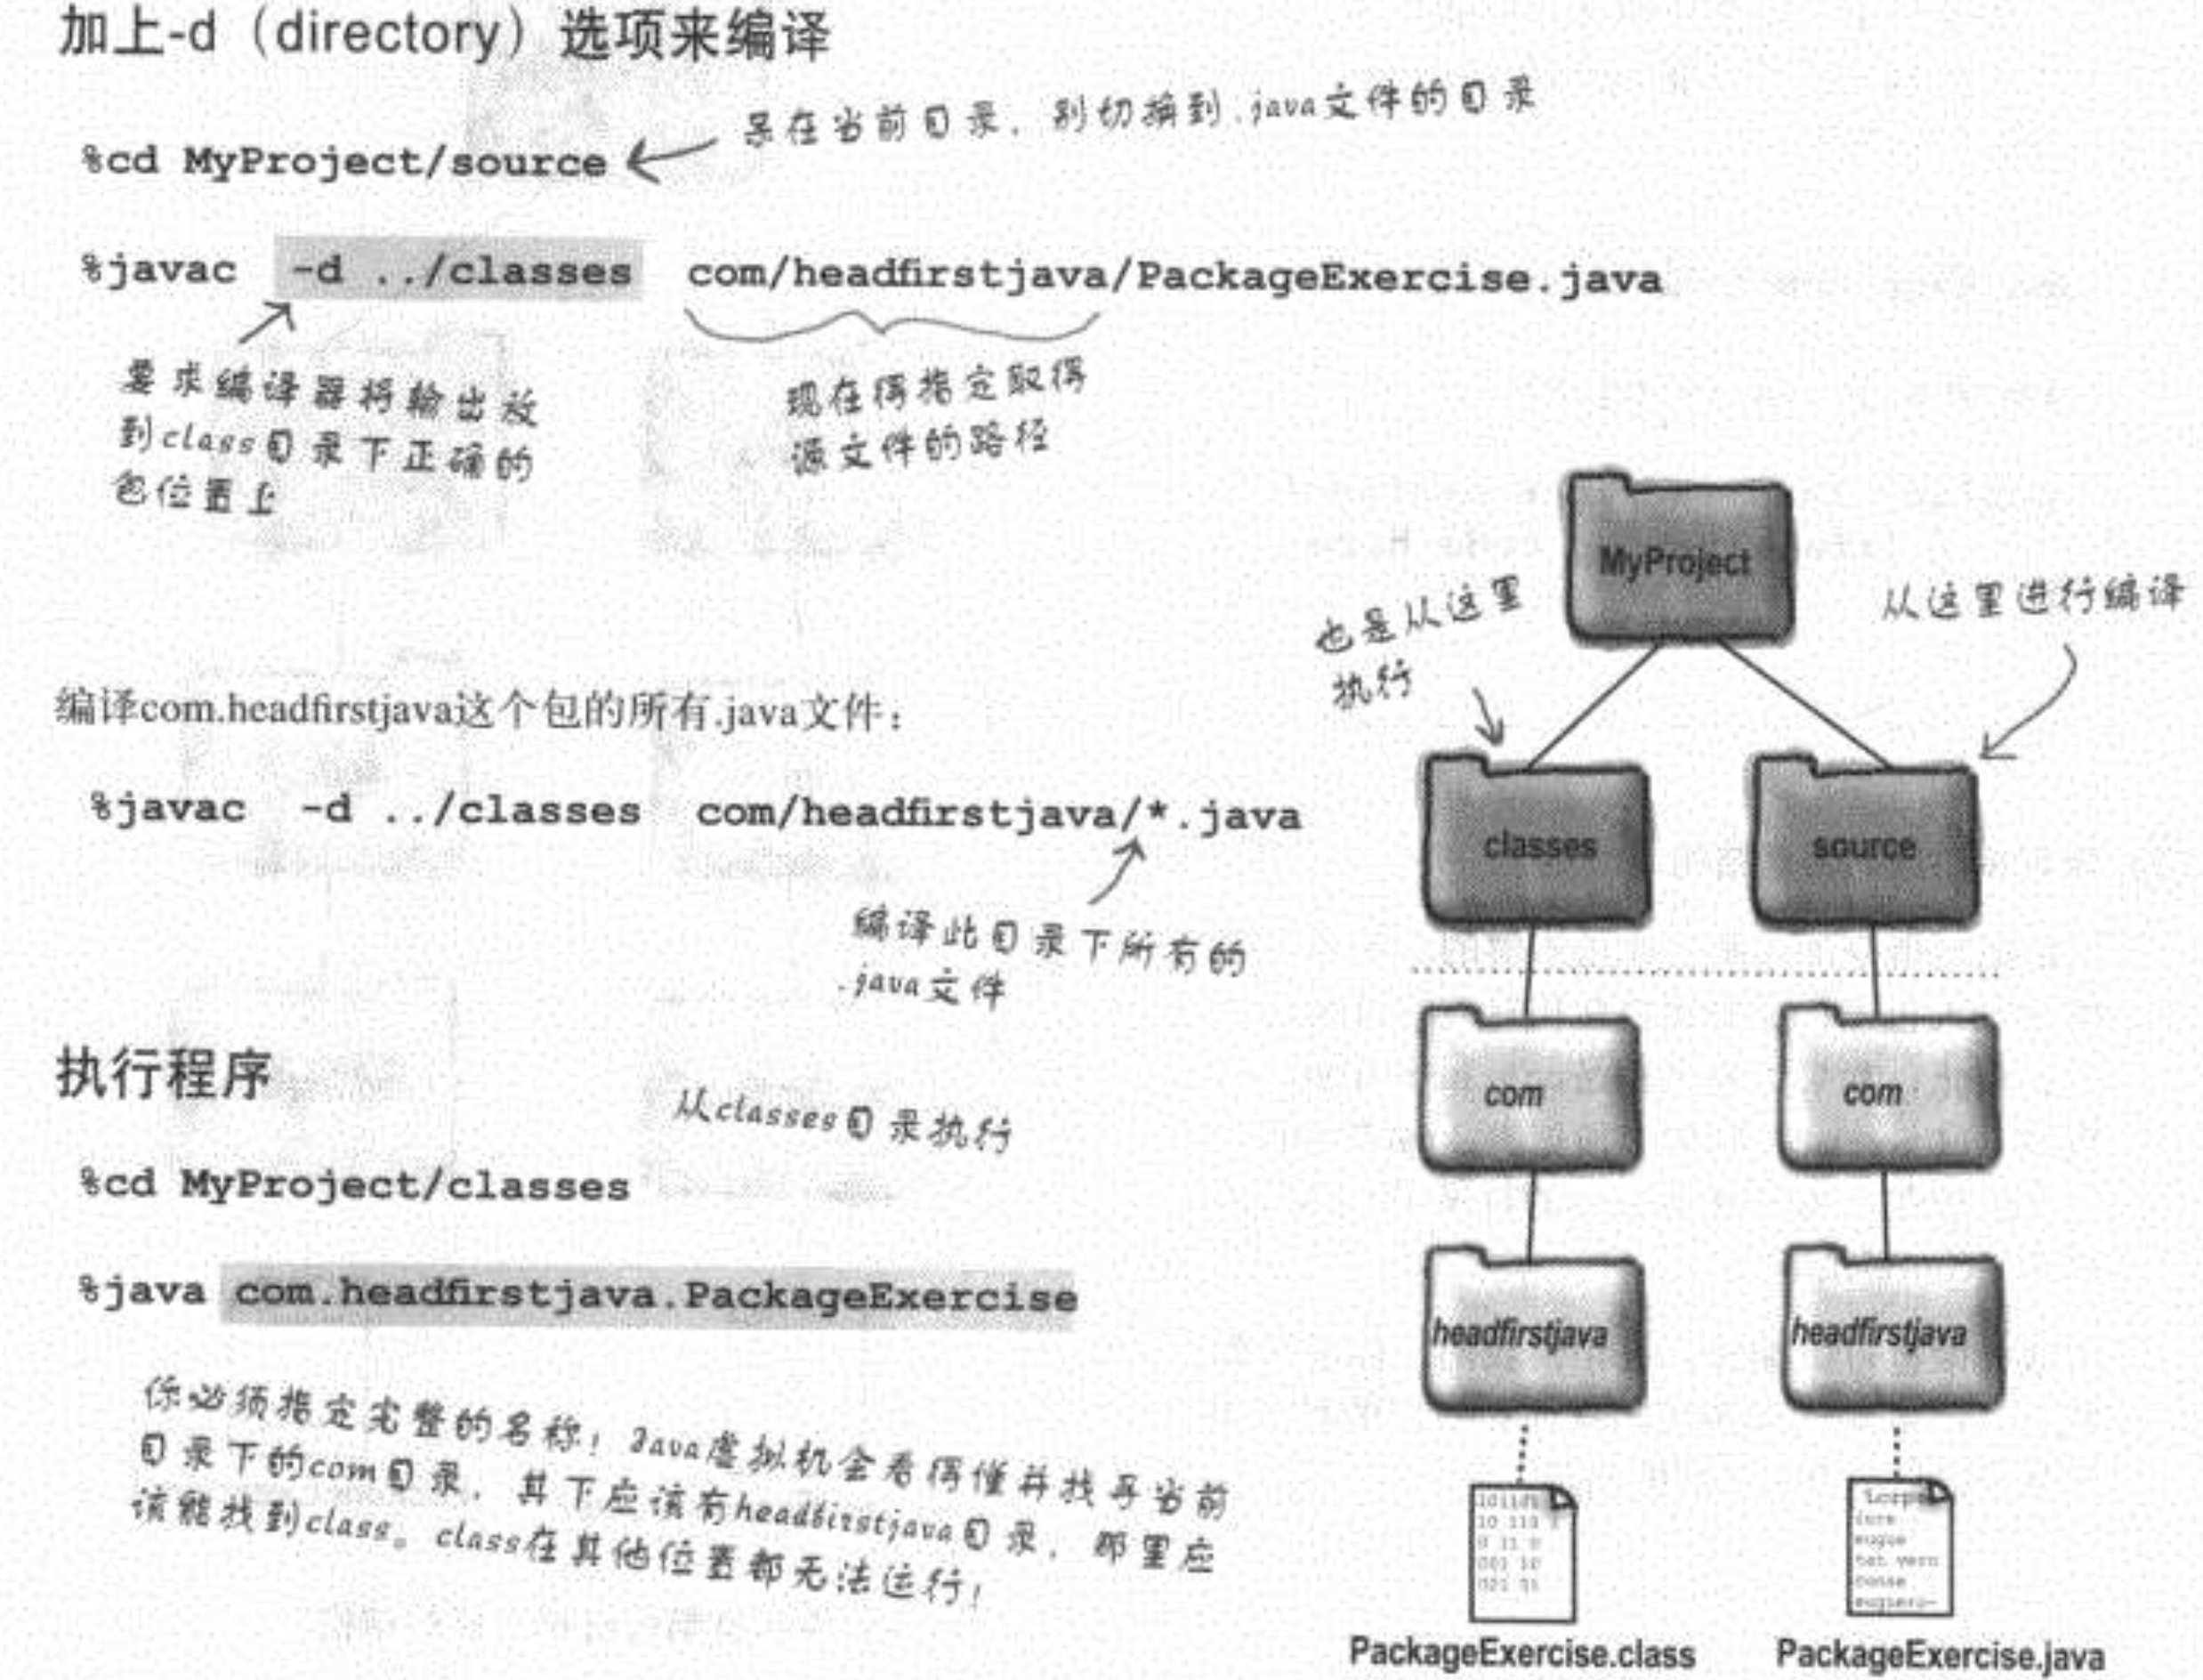 加上-d（directory）选项来编译
呆在当前目录，别切换到.java文件的目录
%cd MyProject/source
%javac -d ../classes com/headfirstjava/PackageExercise.java
要求编译器将输出放
到class目录下正确的
包位置上
现在得指定取得
源文件的路径
MyProject
也是从这里
执行
从这里进行编译
编译com.headfirstjava这个包的所有.java文件：
%javac -d ../classes com/headfirstjava/*.java
编译此目录下所有的
.java文件
classes
source
执行程序
从classes目录执行
com
com
%cd MyProject/classes
%java com.headfirstjava.PackageExercise
headfirstjava
headfirstjava
你必须指定完整的名称！Java虚拟机会看得懂并找寻当前
目录下的com目录，其下应该有headfirstjava目录，那里应
该能找到class。class在其他位置都无法运行！
PackageExercise.class
PackageExercise.java